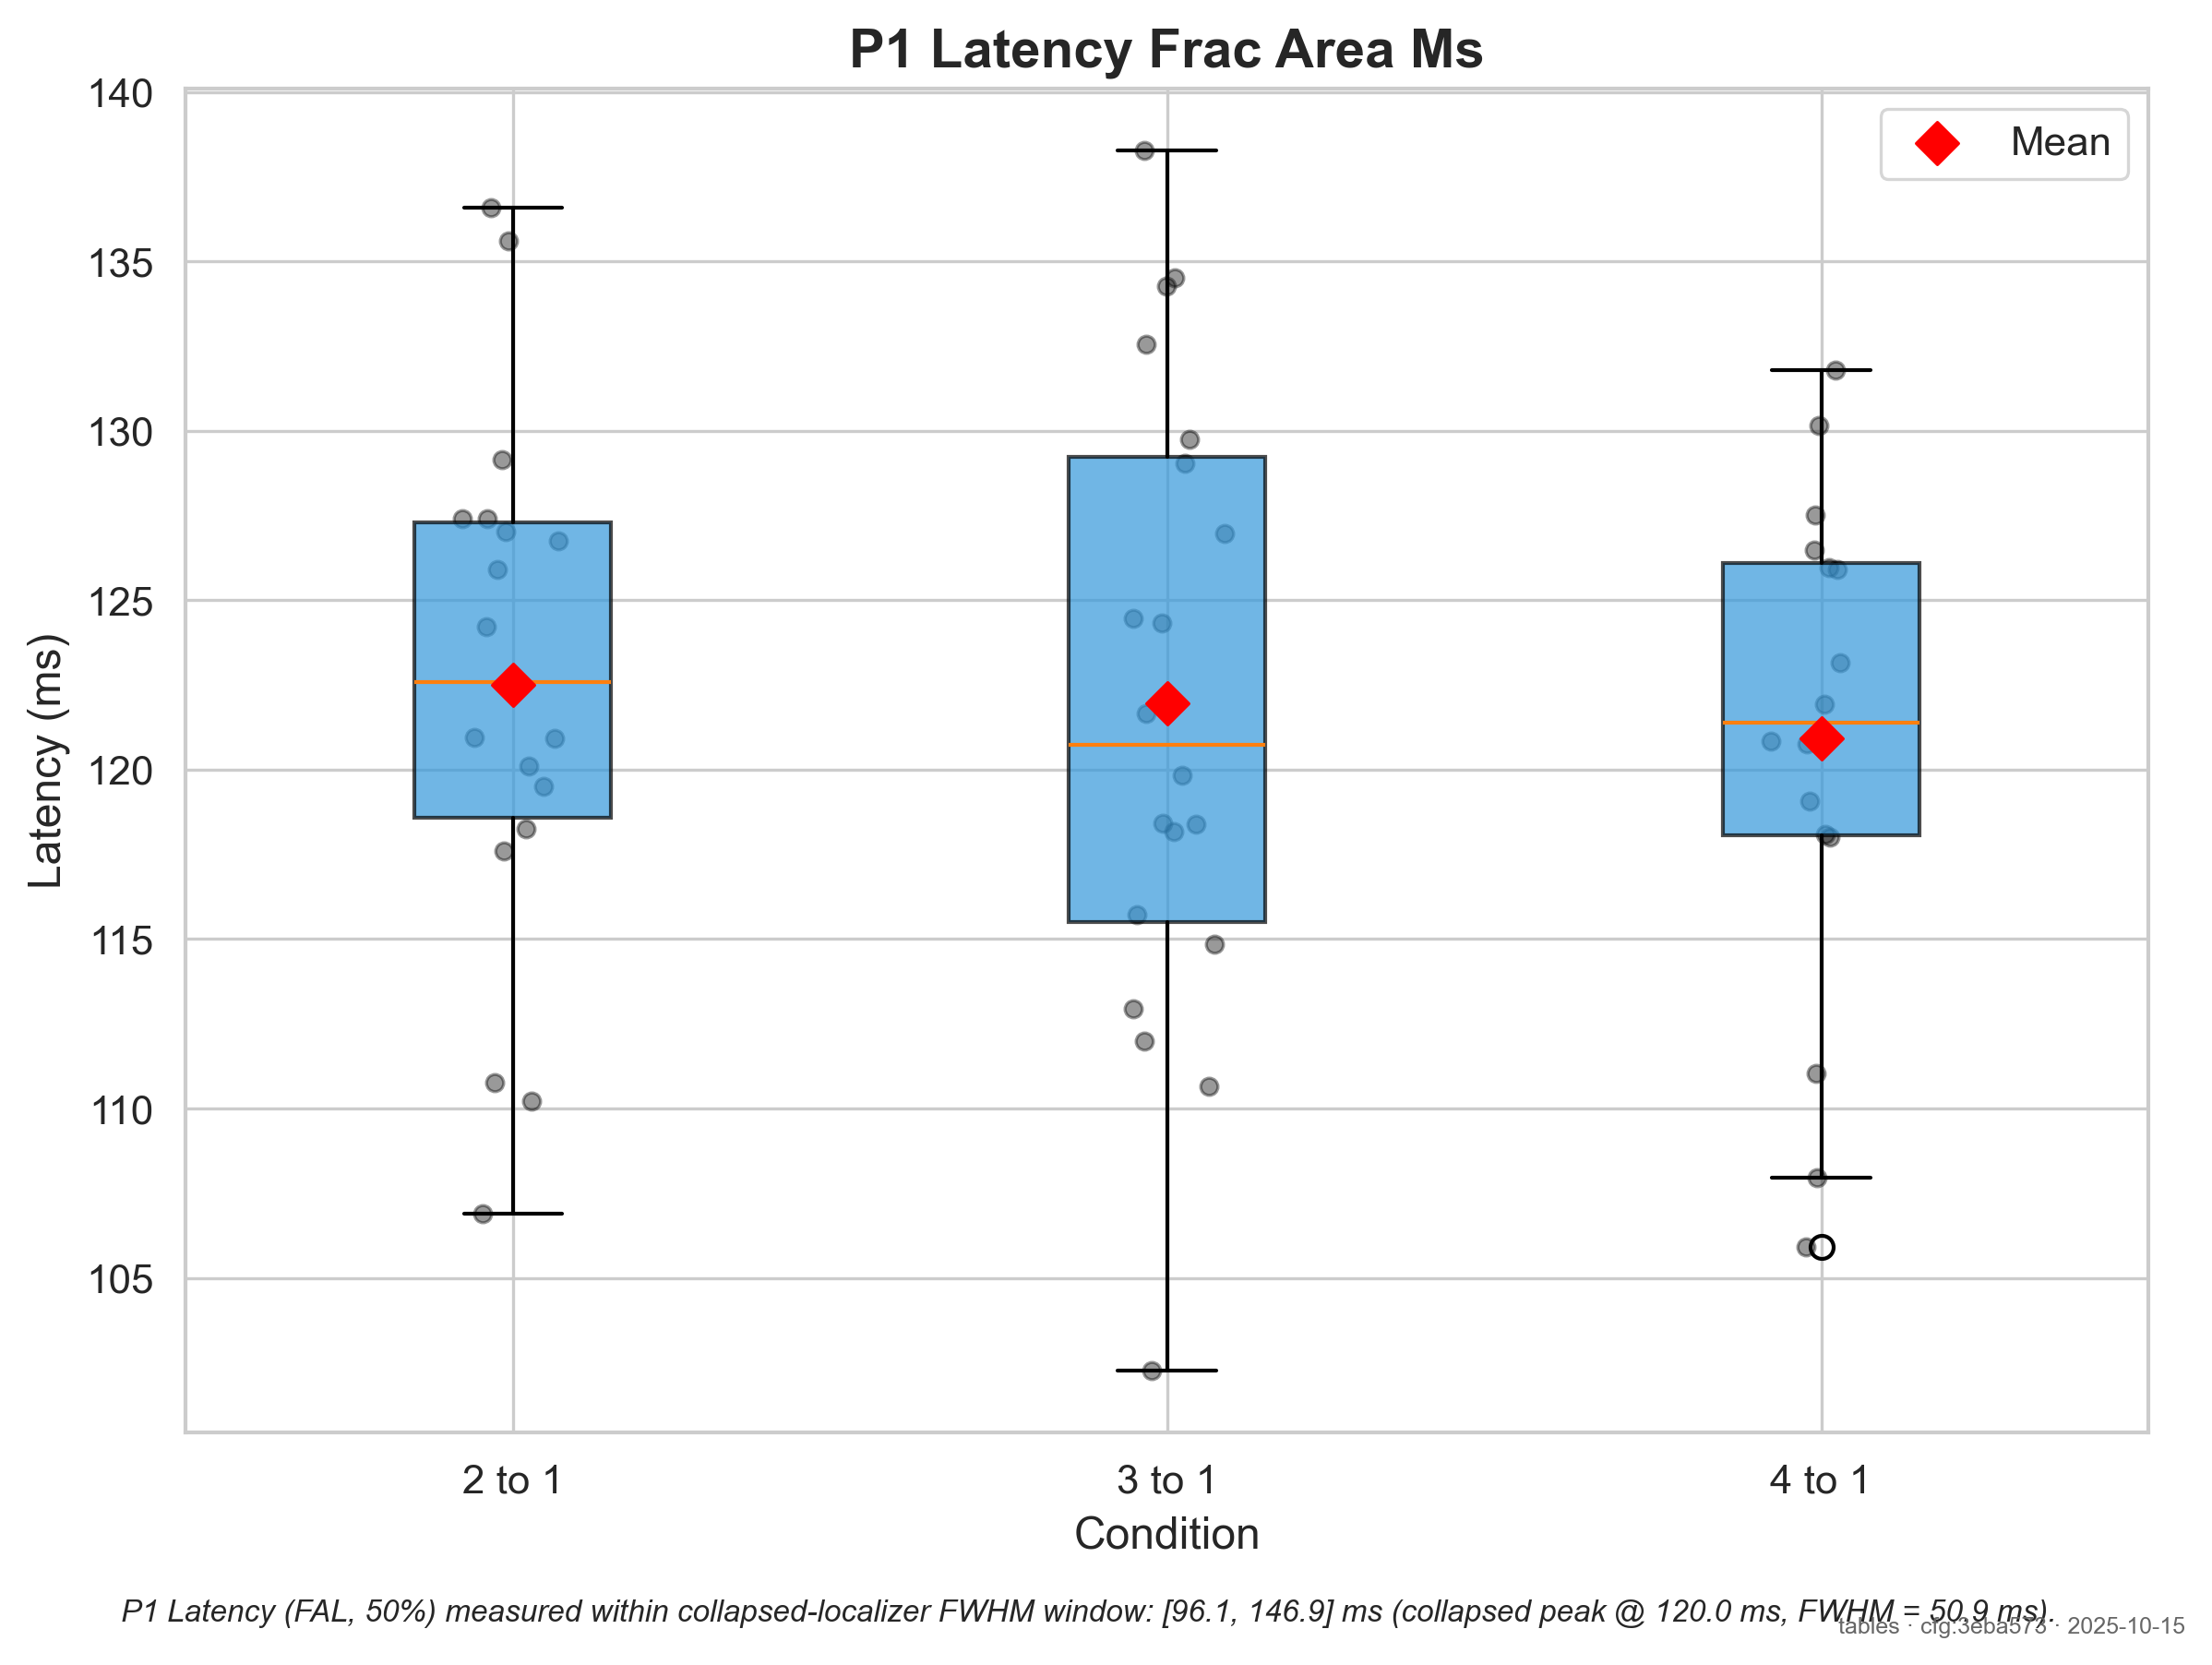 P1 Latency Frac Area Ms
Mean
140
135
130
125
120
115
110
105
Latency (ms)
2 to 1
3 to 1
4 to 1
Condition
P1 Latency (FAL, 50%) measured within collapsed-localizer FWHM window: [96.1, 146.9] ms (collapsed peak @ 120.0 ms, FWHM = 50.9 ms).
tables · cfg:3eba573 · 2025-10-15